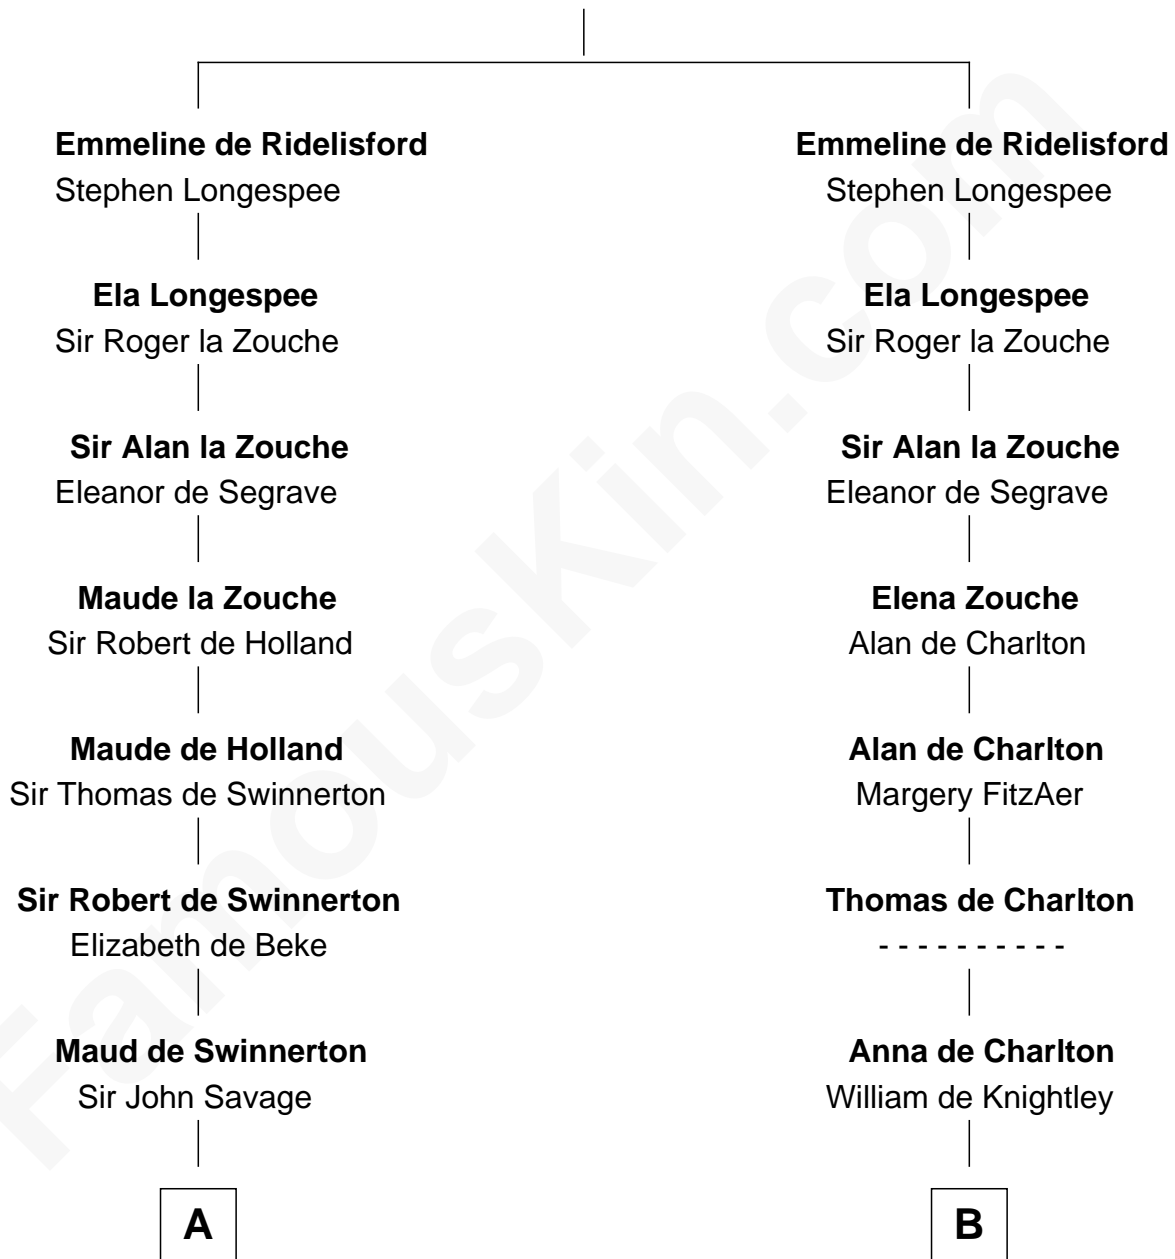 Emmeline de Ridelisford
Stephen Longespee
Ela Longespee
Sir Roger la Zouche
Sir Alan la Zouche
Eleanor de Segrave
Maude la Zouche
Sir Robert de Holland
Maude de Holland
Sir Thomas de Swinnerton
Sir Robert de Swinnerton
Elizabeth de Beke
Maud de Swinnerton
Sir John Savage
A
Emmeline de Ridelisford
Stephen Longespee
Ela Longespee
Sir Roger la Zouche
Sir Alan la Zouche
Eleanor de Segrave
Elena Zouche
Alan de Charlton
Alan de Charlton
Margery FitzAer
Thomas de Charlton
- - - - - - - - - -
Anna de Charlton
William de Knightley
B
FamousKin.com